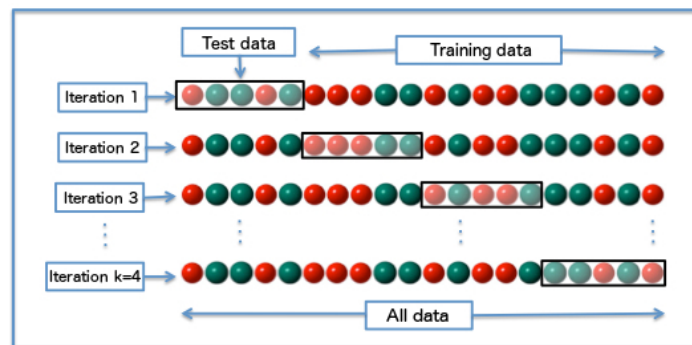 Test data
Training data
Iteration 1
Iteration 2
Iteration 3
Iteration k=4
All data